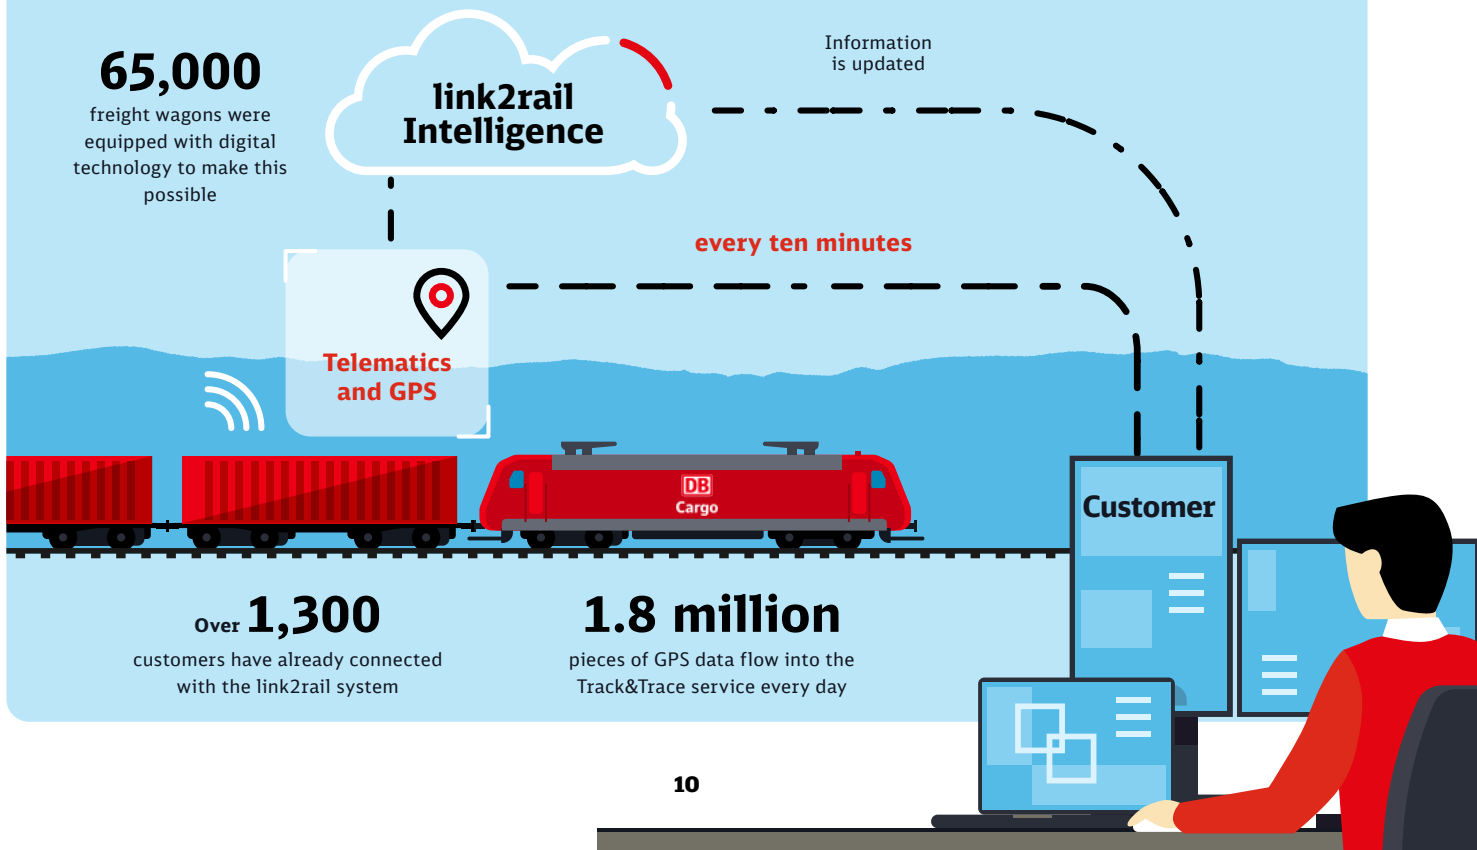 65,000
freight wagons were
equipped with digital
technology to make this
possible
link2rail
Intelligence
Information
is updated
every ten minutes
Telematics
and GPS
DB
Cargo
Customer
Over 1,300
customers have already connected
with the link2rail system
1.8 million
pieces of GPS data flow into the
Track&Trace service every day
10